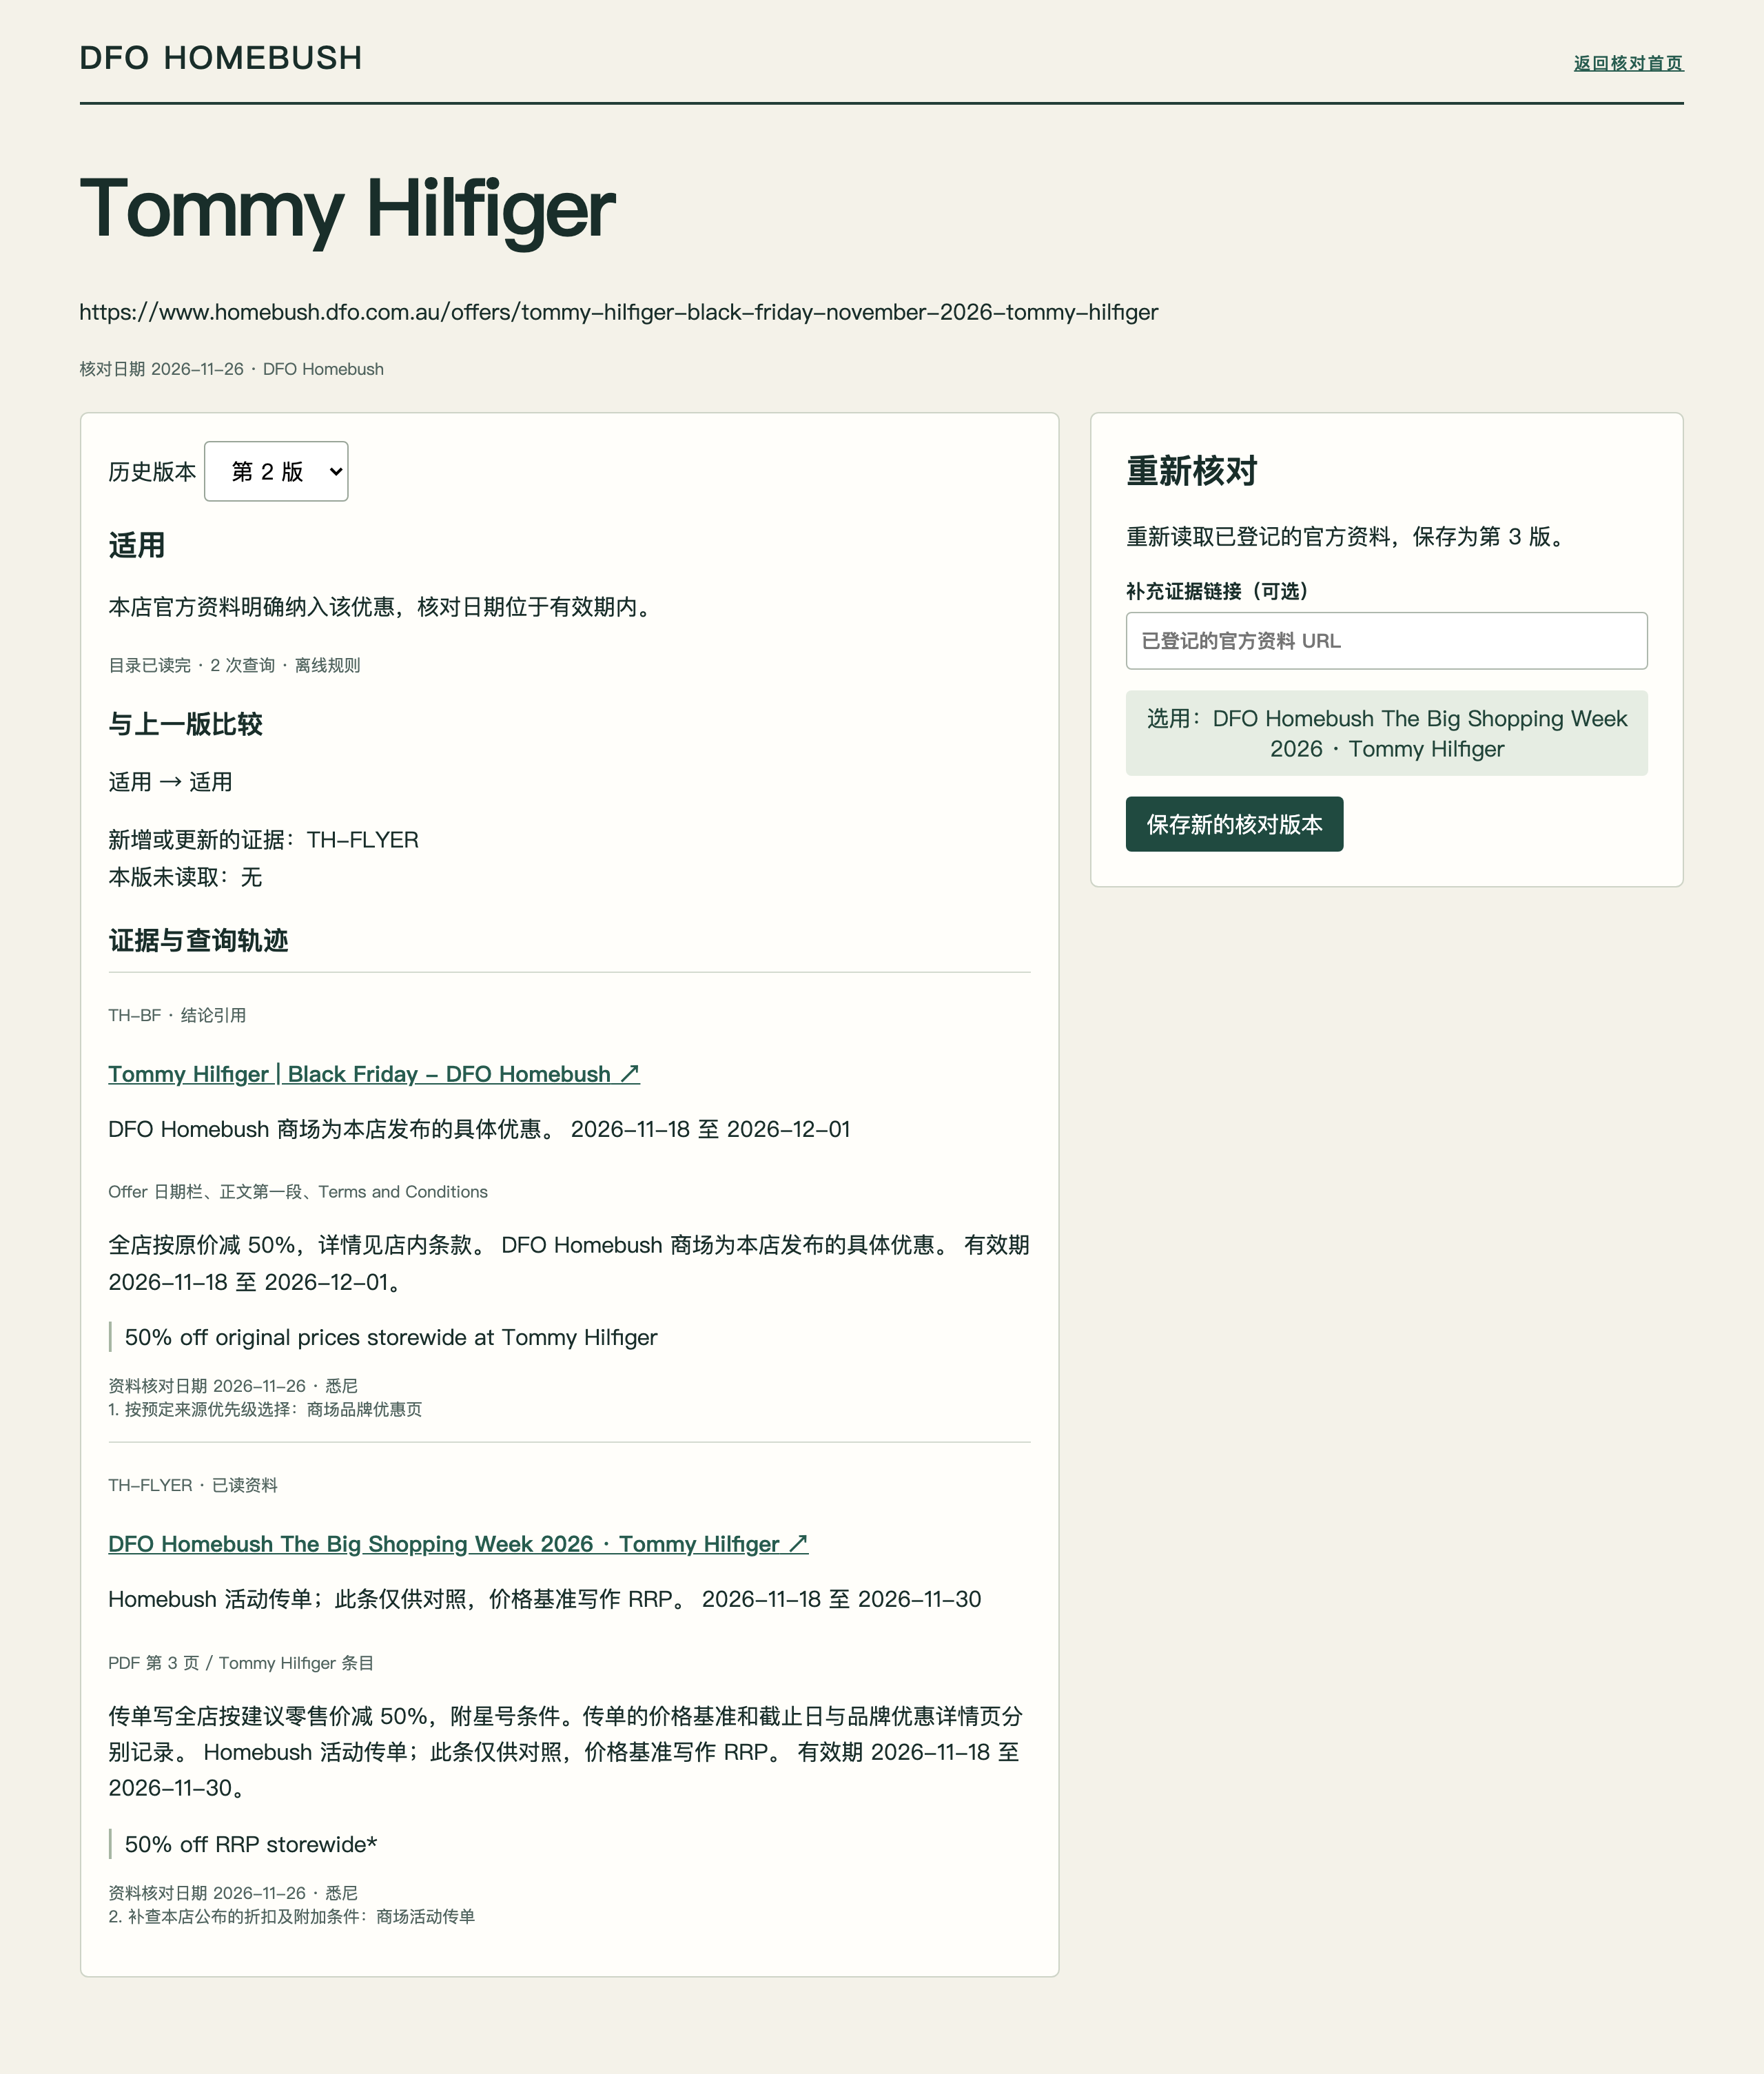 DFO HOMEBUSH
返回核对首页
Tommy Hilfiger
https://www.homebush.dfo.com.au/offers/tommy-hilfiger-black-friday-november-2026-tommy-hilfiger
核对日期 2026-11-26 · DFO Homebush
历史版本 第 2 版
适用
本店官方资料明确纳入该优惠，核对日期位于有效期内。
目录已读完 · 2 次查询 · 离线规则
与上一版比较
适用 → 适用
新增或更新的证据：TH-FLYER
本版未读取：无
证据与查询轨迹
TH-BF · 结论引用
Tommy Hilfiger | Black Friday - DFO Homebush ↗
DFO Homebush 商场为本店发布的具体优惠。 2026-11-18 至 2026-12-01
Offer 日期栏、正文第一段、Terms and Conditions
全店按原价减 50%，详情见店内条款。 DFO Homebush 商场为本店发布的具体优惠。 有效期
2026-11-18 至 2026-12-01。
50% off original prices storewide at Tommy Hilfiger
资料核对日期 2026-11-26 · 悉尼
1. 按预定来源优先级选择：商场品牌优惠页
TH-FLYER · 已读资料
DFO Homebush The Big Shopping Week 2026 · Tommy Hilfiger ↗
Homebush 活动传单；此条仅供对照，价格基准写作 RRP。 2026-11-18 至 2026-11-30
PDF 第 3 页 / Tommy Hilfiger 条目
传单写全店按建议零售价减 50%，附星号条件。传单的价格基准和截止日与品牌优惠详情页分
别记录。 Homebush 活动传单；此条仅供对照，价格基准写作 RRP。 有效期 2026-11-18 至
2026-11-30。
50% off RRP storewide*
资料核对日期 2026-11-26 · 悉尼
2. 补查本店公布的折扣及附加条件：商场活动传单
重新核对
重新读取已登记的官方资料，保存为第 3 版。
补充证据链接（可选）
已登记的官方资料 URL
选用：DFO Homebush The Big Shopping Week
2026 · Tommy Hilfiger
保存新的核对版本